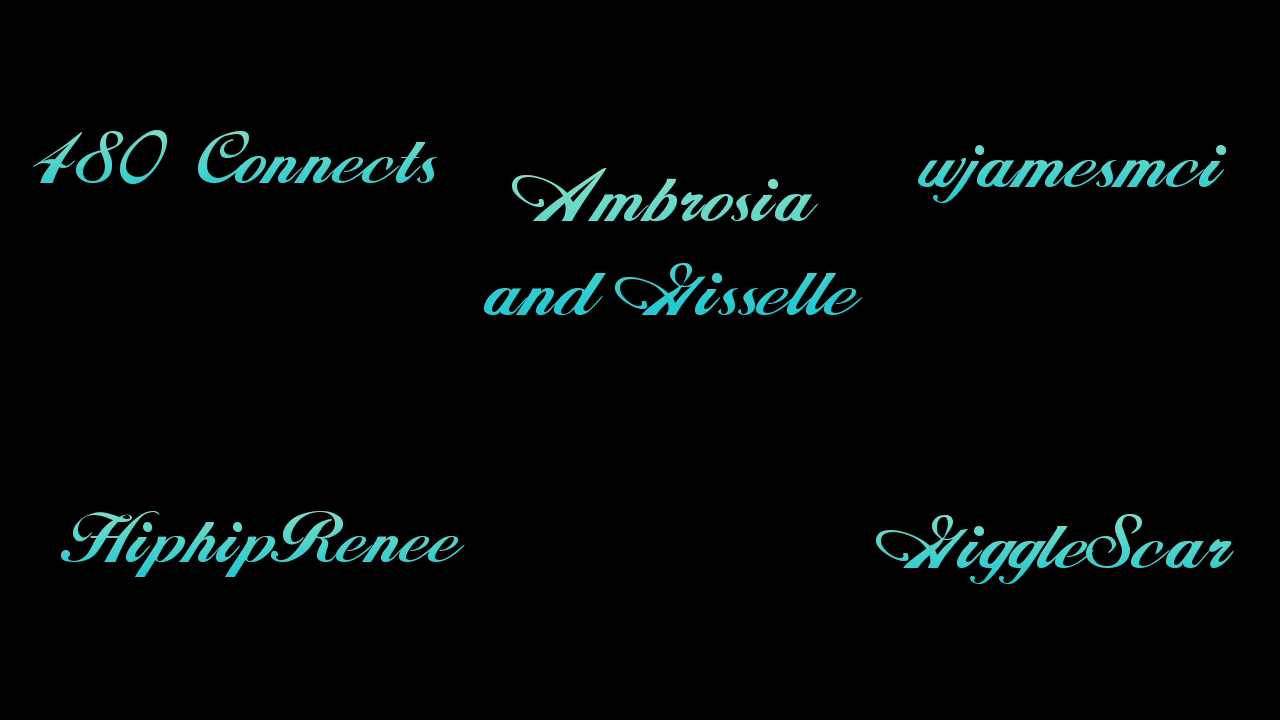 480 Connects
Ambrosia
and Gisselle
wjamesmci
HiphipRenee
GiggleScar